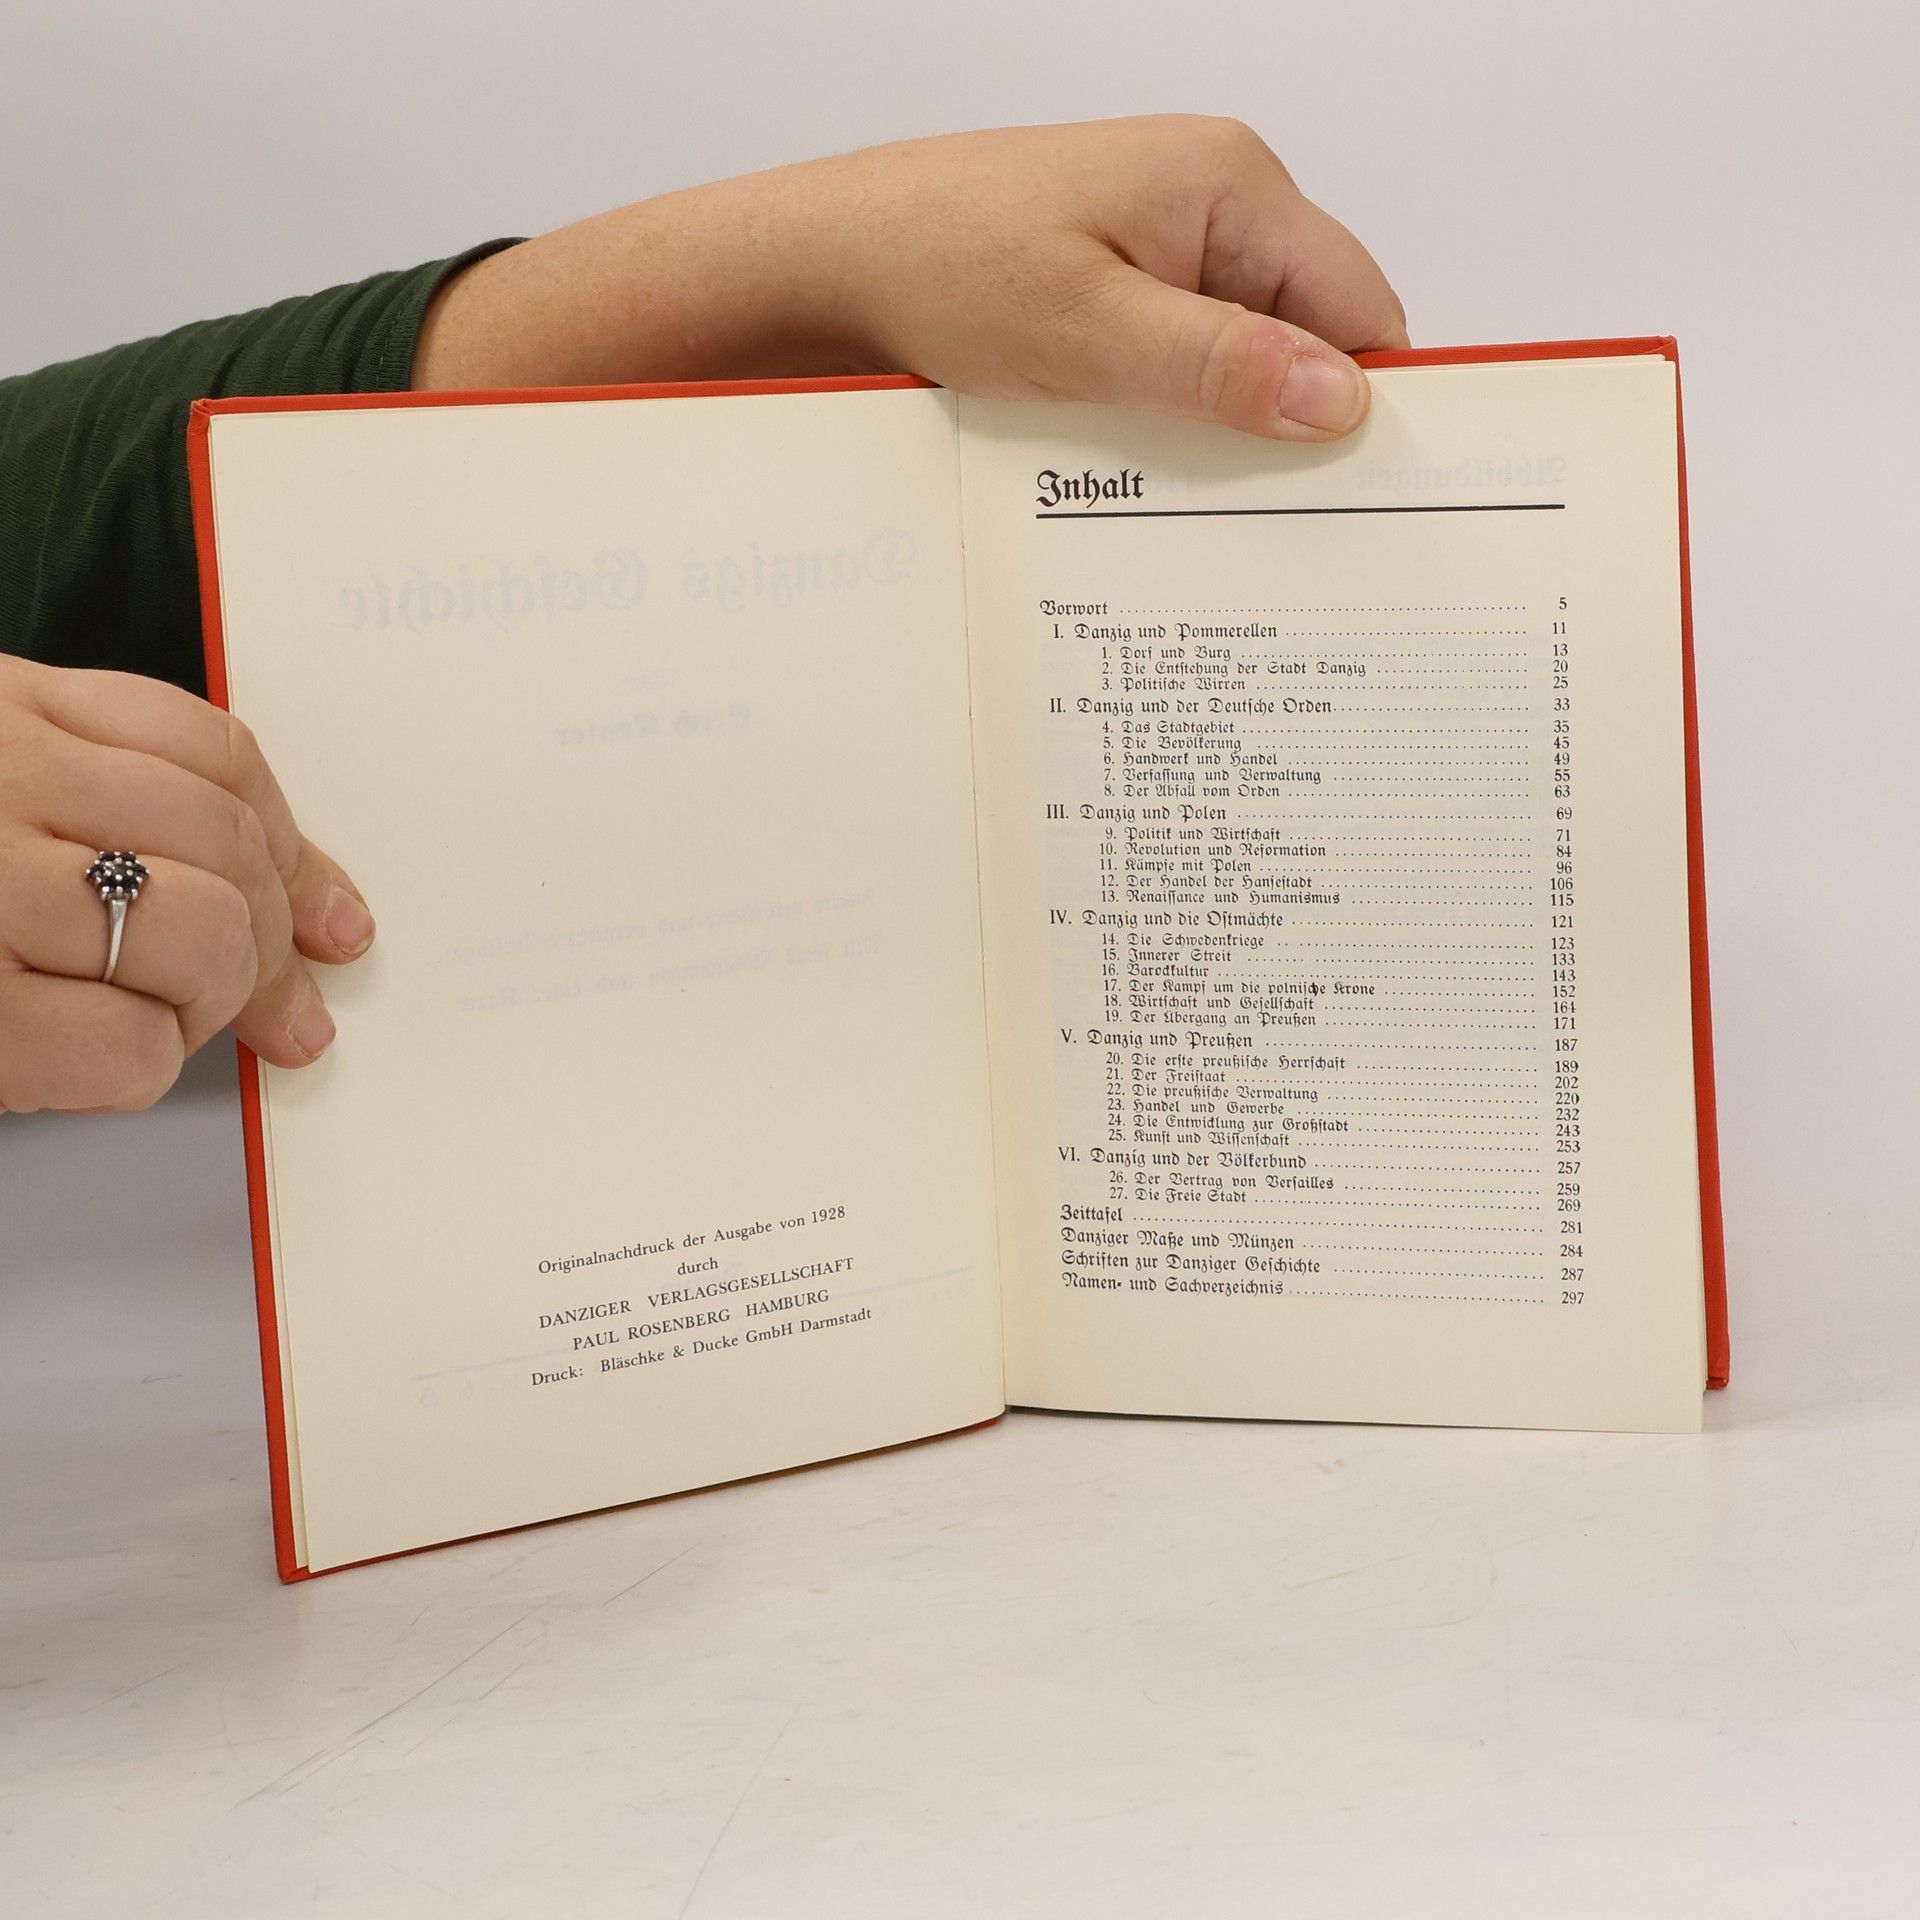 Originalnachdruck der Ausgabe von 1928
durch
DANZIGER VERLAGSGESELLSCHAFT
PAUL ROSENBERG HAMBURG
Druck: Bläschke & Ducke GmbH Darmstadt
Inhalt
Vorwort ........ 5
I. Danzig und Pommerellen ........ 11
1. Dorf und Burg ........ 13
2. Die Entstehung der Stadt Danzig ........ 20
3. Politische Wirren ........ 25
II. Danzig und der Deutsche Orden ........ 33
4. Das Stadtgebiet ........ 35
5. Die Bevölkerung ........ 45
6. Handwerk und Handel ........ 49
7. Verfassung und Verwaltung ........ 55
8. Der Abfall vom Orden ........ 63
III. Danzig und Polen ........ 69
9. Politik und Wirtschaft ........ 71
10. Revolution und Reformation ........ 84
11. Kämpfe mit Polen ........ 96
12. Der Handel der Hansestadt ........ 106
13. Renaissance und Humanismus ........ 115
IV. Danzig und die Ostmächte ........ 121
14. Die Schwedenkriege ........ 123
15. Innerer Streit ........ 133
16. Barockkultur ........ 143
17. Der Kampf um die polnische Krone ........ 152
18. Wirtschaft und Gesellschaft ........ 164
19. Der Übergang an Preußen ........ 171
V. Danzig und Preußen ........ 187
20. Die erste preußische Herrschaft ........ 189
21. Der Freistaat ........ 202
22. Die preußische Verwaltung ........ 220
23. Handel und Gewerbe ........ 232
24. Die Entwicklung zur Großstadt ........ 243
25. Kunst und Wissenschaft ........ 253
VI. Danzig und der Völkerbund ........ 257
26. Der Vertrag von Versailles ........ 259
27. Die Freie Stadt ........ 269
Zeittafel ........ 281
Danziger Maße und Münzen ........ 284
Schriften zur Danziger Geschichte ........ 287
Namen- und Sachverzeichnis ........ 297